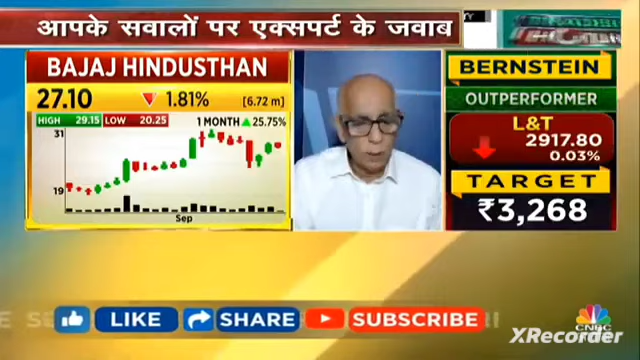 आपके सवालों पर एक्सपर्ट के जवाब
BAJAJ HINDUSTHAN
27.10 1.81% [6.72 m]
HIGH 29.15 LOW 20.25 1 MONTH 25.75%
31
19
Sep
BERNSTEIN
OUTPERFORMER
L&T
2917.80
0.03%
TARGET
₹3,268
LIKE SHARE SUBSCRIBE
CNBC
XRecorder